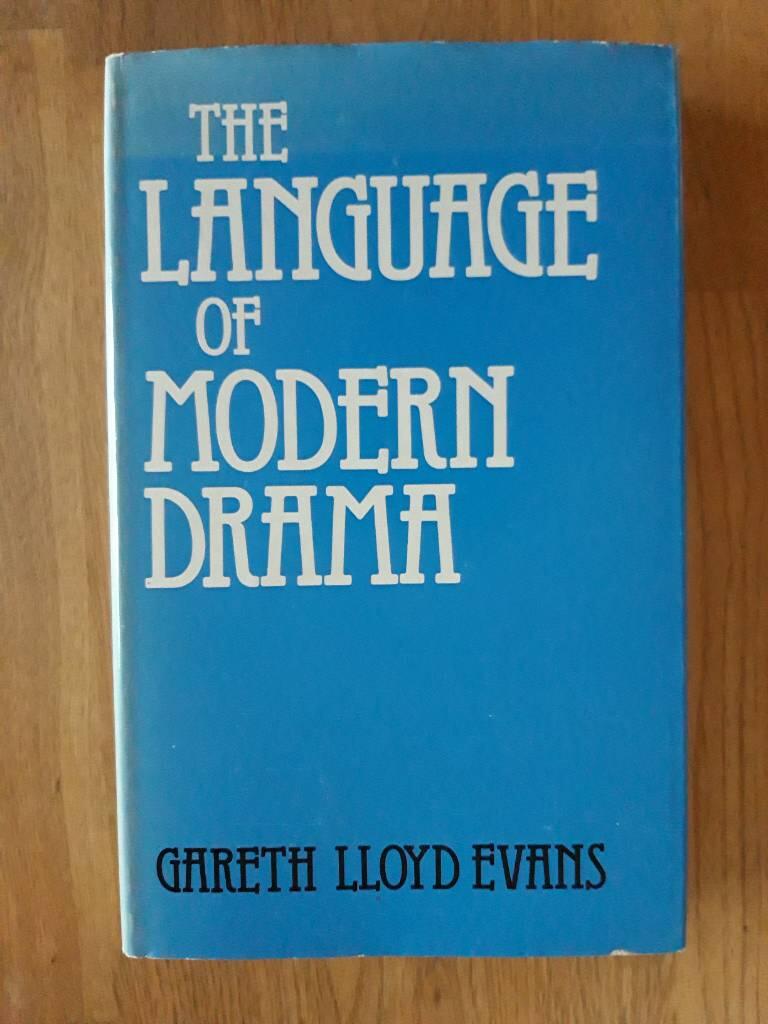 THE
LANGUAGE
OF
MODERN
DRAMA
GARETH LLOYD EVANS